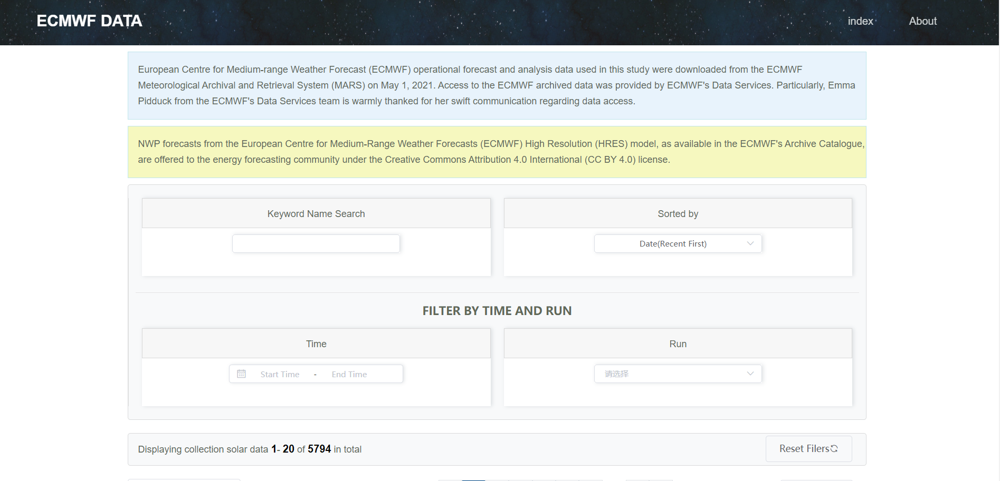 ECMWF DATA
index
About
European Centre for Medium-range Weather Forecast (ECMWF) operational forecast and analysis data used in this study were downloaded from the ECMWF
Meteorological Archival and Retrieval System (MARS) on May 1, 2021. Access to the ECMWF archived data was provided by ECMWF's Data Services. Particularly, Emma
Pidduck from the ECMWF's Data Services team is warmly thanked for her swift communication regarding data access.
NWP forecasts from the European Centre for Medium-Range Weather Forecasts (ECMWF) High Resolution (HRES) model, as available in the ECMWF's Archive Catalogue,
are offered to the energy forecasting community under the Creative Commons Attribution 4.0 International (CC BY 4.0) license.
Keyword Name Search
Sorted by
Date(Recent First)
FILTER BY TIME AND RUN
Time
Run
Start Time - End Time
请选择
Displaying collection solar data 1- 20 of 5794 in total
Reset Filers